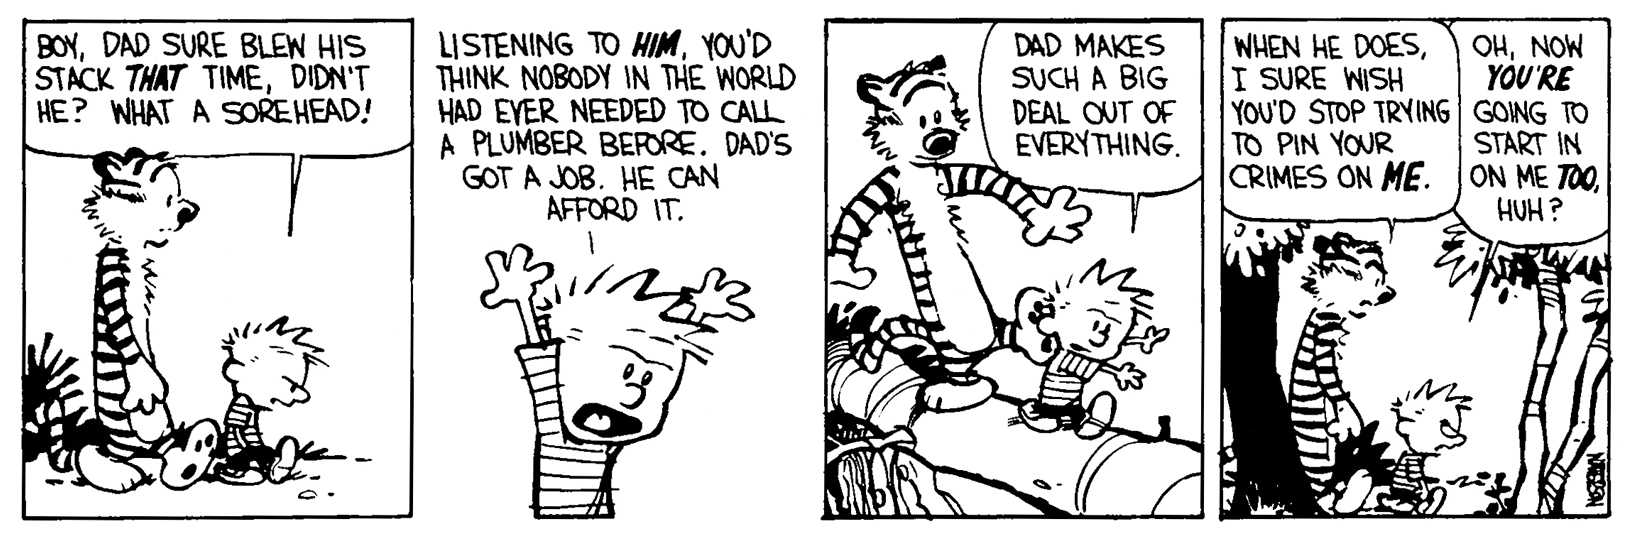 BOY, DAD SURE BLEW HIS
STACK THAT TIME, DIDN'T
HE? WHAT A SOREHEAD!
LISTENING TO HIM, YOU'D
THINK NOBODY IN THE WORLD
HAD EVER NEEDED TO CALL
A PLUMBER BEFORE. DAD'S
GOT A JOB. HE CAN
AFFORD IT.
DAD MAKES
SUCH A BIG
DEAL OUT OF
EVERYTHING.
WHEN HE DOES,
I SURE WISH
YOU'D STOP TRYING
TO PIN YOUR
CRIMES ON ME.
OH, NOW
YOU'RE
GOING TO
START IN
ON ME TOO,
HUH?
WATTERSON